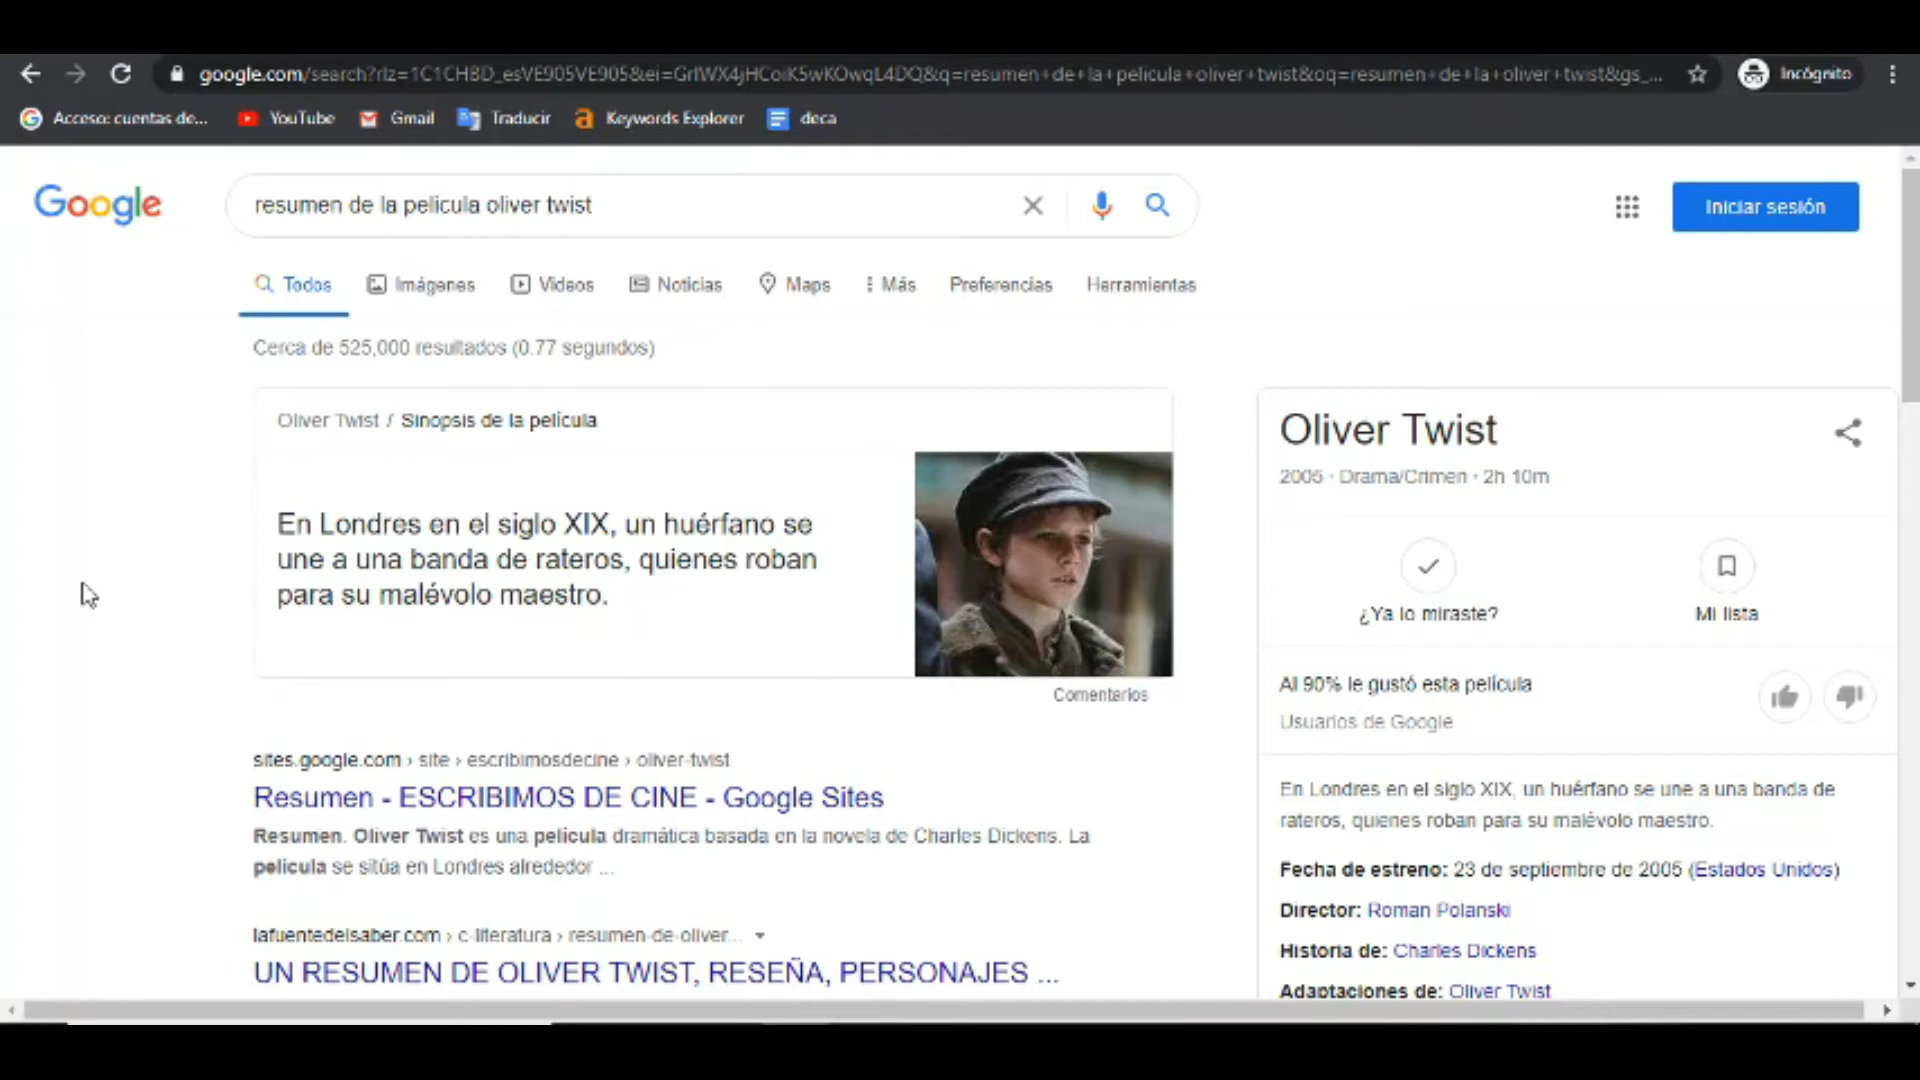 google.com/search?rlz=1C1CHBD_esVE905VE905&ei=GrIWX4jHCoiK5wKOwqL4DQ&q=resumen+de+la+pelicula+oliver+twist&oq=resumen+de+la+oliver+twist&gs_...
Incógnito
Acceso: cuentas de...
YouTube
Gmail
Traducir
Keywords Explorer
deca
Google
resumen de la pelicula oliver twist
Iniciar sesión
Todos
Imágenes
Videos
Noticias
Maps
Más
Preferencias
Herramientas
Cerca de 525,000 resultados (0.77 segundos)
Oliver Twist / Sinopsis de la película
En Londres en el siglo XIX, un huérfano se
une a una banda de rateros, quienes roban
para su malévolo maestro.
Comentarios
sites.google.com › site › escribimosdecine › oliver-twist
Resumen - ESCRIBIMOS DE CINE - Google Sites
Resumen. Oliver Twist es una película dramática basada en la novela de Charles Dickens. La
película se sitúa en Londres alrededor ...
lafuentedelsaber.com › c-literatura › resumen-de-oliver...
UN RESUMEN DE OLIVER TWIST, RESEÑA, PERSONAJES ...
Oliver Twist
2005 · Drama/Crimen · 2h 10m
¿Ya lo miraste?
Mi lista
Al 90% le gustó esta película
Usuarios de Google
En Londres en el siglo XIX, un huérfano se une a una banda de
rateros, quienes roban para su malévolo maestro.
Fecha de estreno: 23 de septiembre de 2005 (Estados Unidos)
Director: Roman Polanski
Historia de: Charles Dickens
Adaptaciones de: Oliver Twist